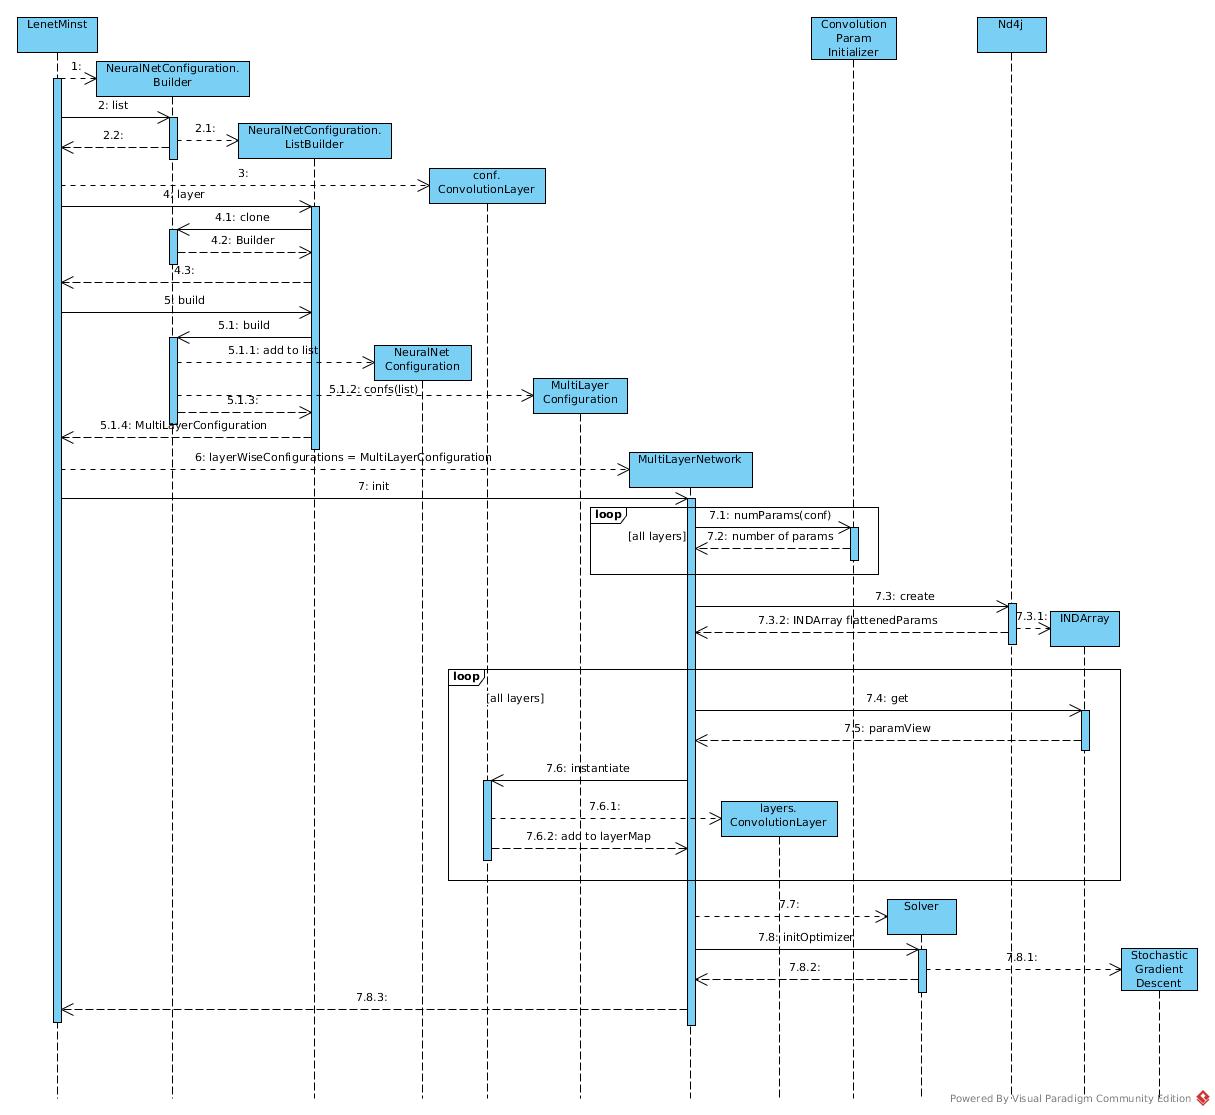 LenetMinst
Convolution
Param
Initializer
Nd4j
1:
NeuralNetConfiguration.
Builder
2: list
2.1:
NeuralNetConfiguration.
ListBuilder
2.2:
3:
conf.
ConvolutionLayer
4: layer
4.1: clone
4.2: Builder
4.3:
5: build
5.1: build
5.1.1: add to list
NeuralNet
Configuration
5.1.2: confs(list)
MultiLayer
Configuration
5.1.3:
5.1.4: MultiLayerConfiguration
6: layerWiseConfigurations = MultiLayerConfiguration
MultiLayerNetwork
7: init
loop
7.1: numParams(conf)
[all layers]
7.2: number of params
7.3: create
7.3.1:
INDArray
7.3.2: INDArray flattenedParams
loop
[all layers]
7.4: get
7.5: paramView
7.6: instantiate
7.6.1:
layers.
ConvolutionLayer
7.6.2: add to layerMap
7.7:
Solver
7.8: initOptimizer
7.8.1:
Stochastic
Gradient
Descent
7.8.2:
7.8.3:
Powered By Visual Paradigm Community Edition